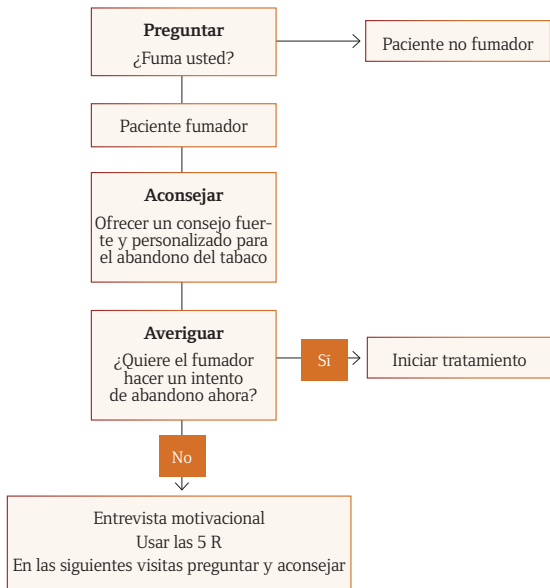 Preguntar
¿Fuma usted?
Paciente no fumador
Paciente fumador
Aconsejar
Ofrecer un consejo fuer-
te y personalizado para
el abandono del tabaco
Averiguar
¿Quiere el fumador
hacer un intento
de abandono ahora?
Sí
Iniciar tratamiento
No
Entrevista motivacional
Usar las 5 R
En las siguientes visitas preguntar y aconsejar